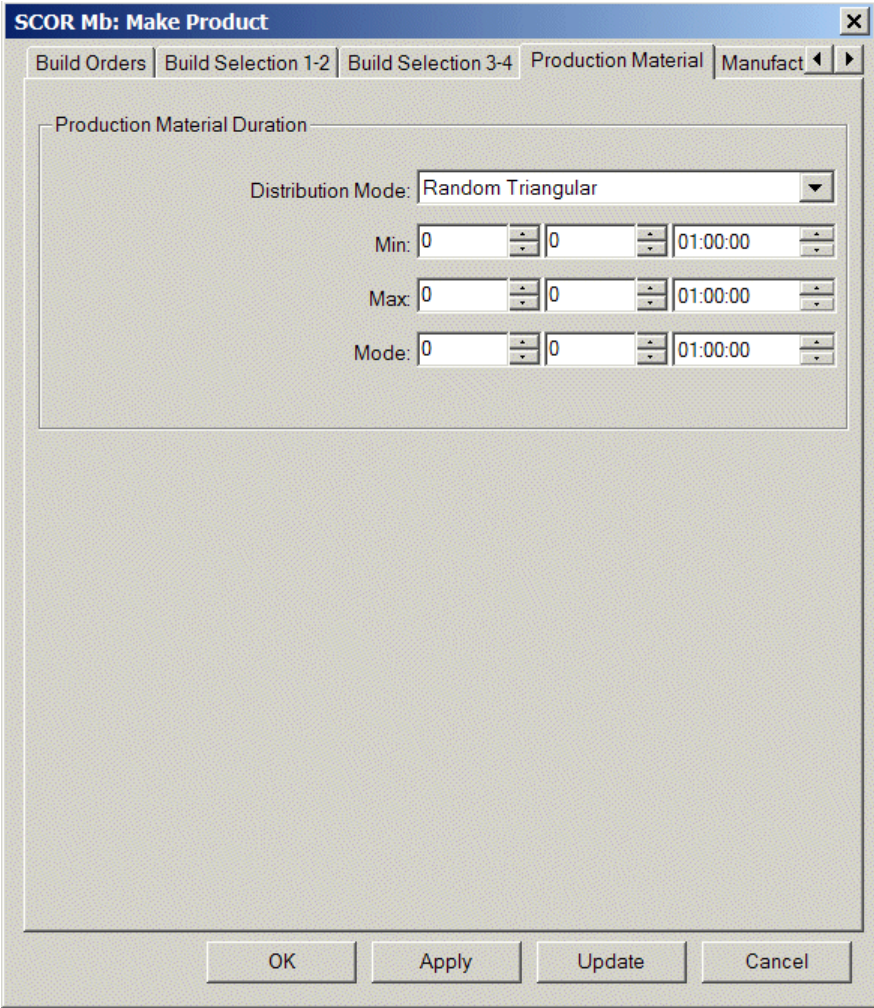 SCOR Mb: Make Product
Build Orders Build Selection 1-2 Build Selection 3-4 Production Material Manufact
Production Material Duration
Distribution Mode: Random Triangular
Min: 0 0 01:00:00
Max: 0 0 01:00:00
Mode: 0 0 01:00:00
OK Apply Update Cancel